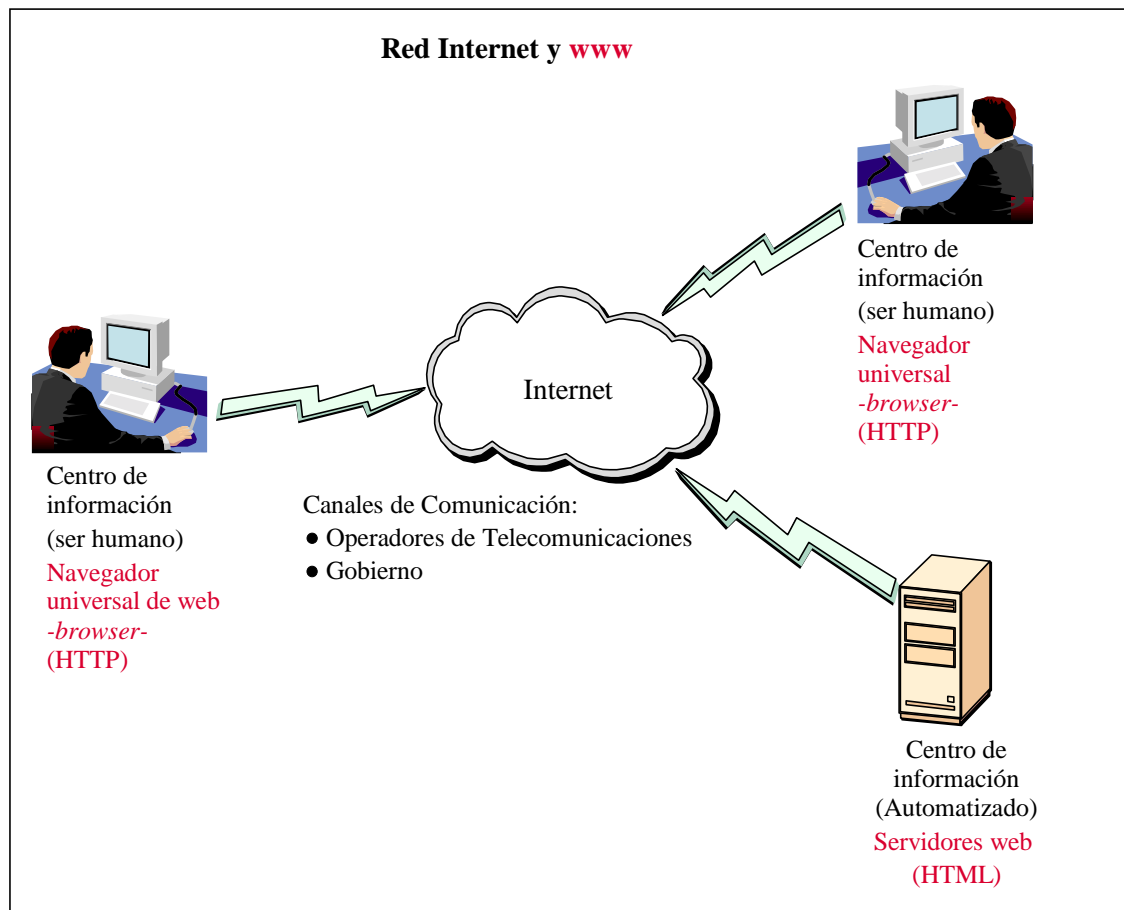 Red Internet y www
Centro de
información
(ser humano)
Navegador
universal
-browser-
(HTTP)
Internet
Centro de
información
(ser humano)
Navegador
universal de web
-browser-
(HTTP)
Canales de Comunicación:
● Operadores de Telecomunicaciones
● Gobierno
Centro de
información
(Automatizado)
Servidores web
(HTML)